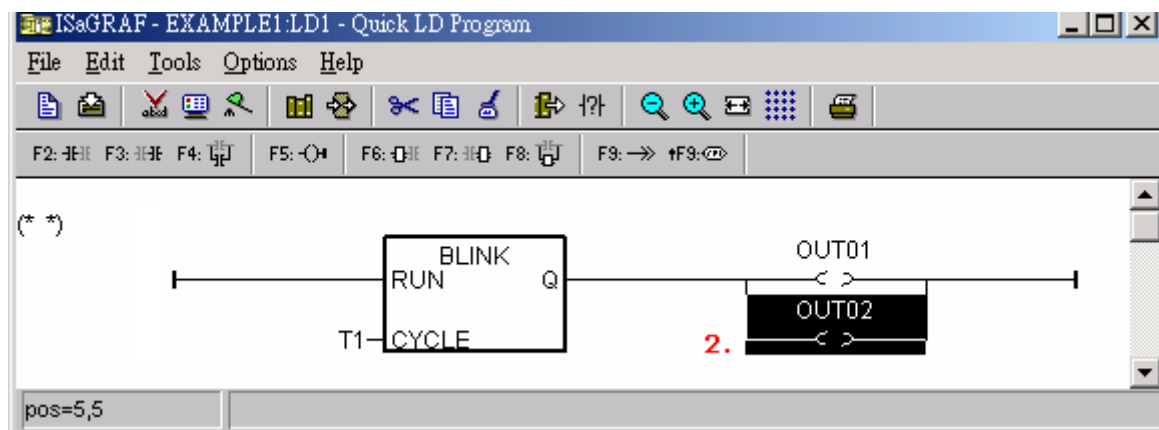 ISaGRAF - EXAMPLE1:LD1 - Quick LD Program
File Edit Tools Options Help
F2: F3: F4: F5: F6: F7: F8: F9: ↑F9:
(* *)
BLINK
OUT01
RUN Q
OUT02
T1 CYCLE
2.
pos=5,5